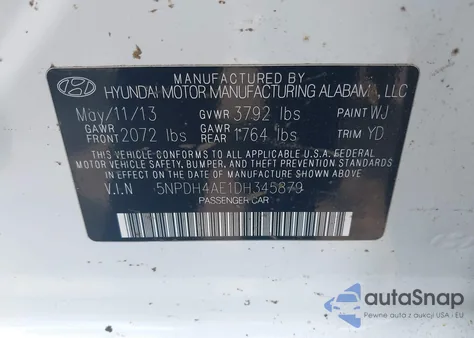 MANUFACTURED BY
HYUNDAI MOTOR MANUFACTURING ALABAMA, LLC
May/11/13 GVWR 3792 lbs PAINT WJ
GAWR FRONT 2072 lbs GAWR REAR 1764 lbs TRIM YD
THIS VEHICLE CONFORMS TO ALL APPLICABLE U.S.A. FEDERAL
MOTOR VEHICLE SAFETY, BUMPER, AND THEFT PREVENTION
STANDARDS IN EFFECT ON THE DATE OF MANUFACTURE SHOWN ABOVE.
V.I.N 5NPDH4AE1DH345879
PASSENGER CAR
autoSnap
Pewne auta z aukcji w USA - EU